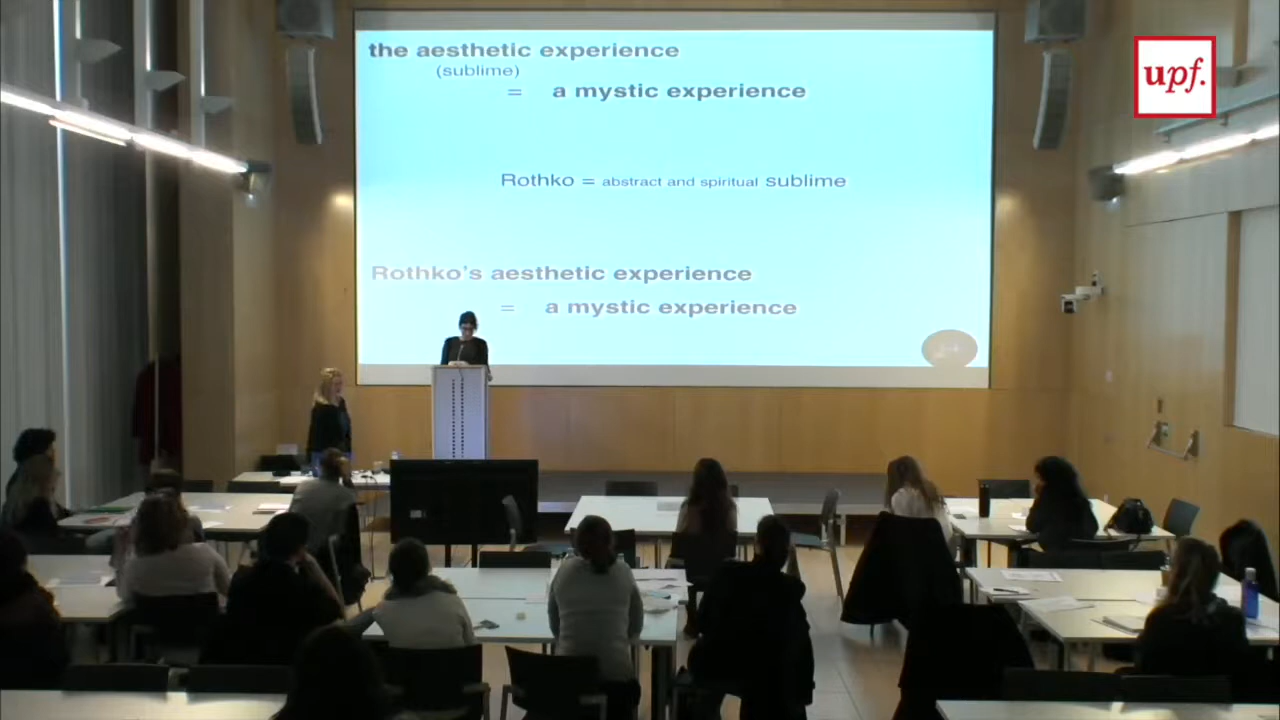 the aesthetic experience
(sublime)
= a mystic experience
upf.
Rothko = abstract and spiritual sublime
Rothko's aesthetic experience
= a mystic experience